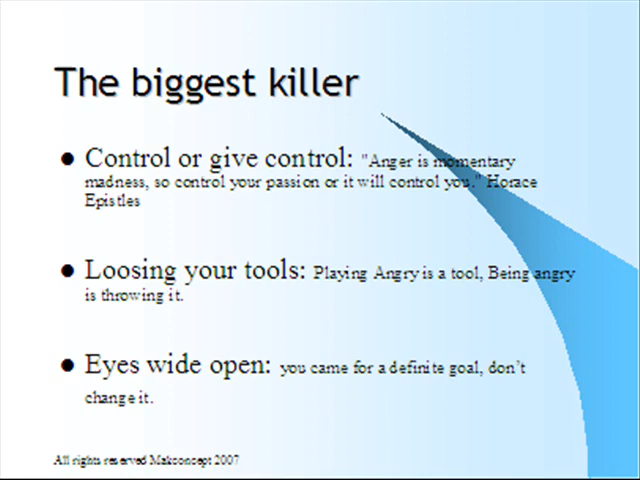 The biggest killer
● Control or give control: "Anger is momentary
madness, so control your passion or it will control you." Horace
Epistles
● Loosing your tools: Playing Angry is a tool, Being angry
is throwing it.
● Eyes wide open: you came for a definite goal, don't
change it.
All rights reserved Makconcept 2007